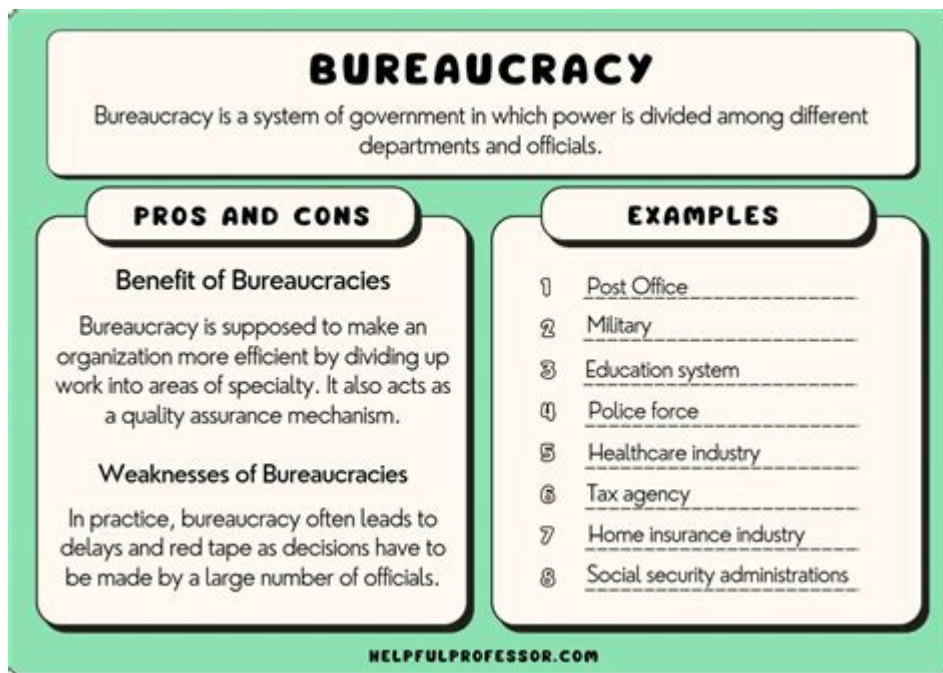 BUREAUCRACY
Bureaucracy is a system of government in which power is divided among different
departments and officials.
PROS AND CONS
Benefit of Bureaucracies
Bureaucracy is supposed to make an
organization more efficient by dividing up
work into areas of specialty. It also acts as
a quality assurance mechanism.
Weaknesses of Bureaucracies
In practice, bureaucracy often leads to
delays and red tape as decisions have to
be made by a large number of officials.
EXAMPLES
1 Post Office
2 Military
3 Education system
4 Police force
5 Healthcare industry
6 Tax agency
7 Home insurance industry
8 Social security administrations
HELPFULPROFESSOR.COM